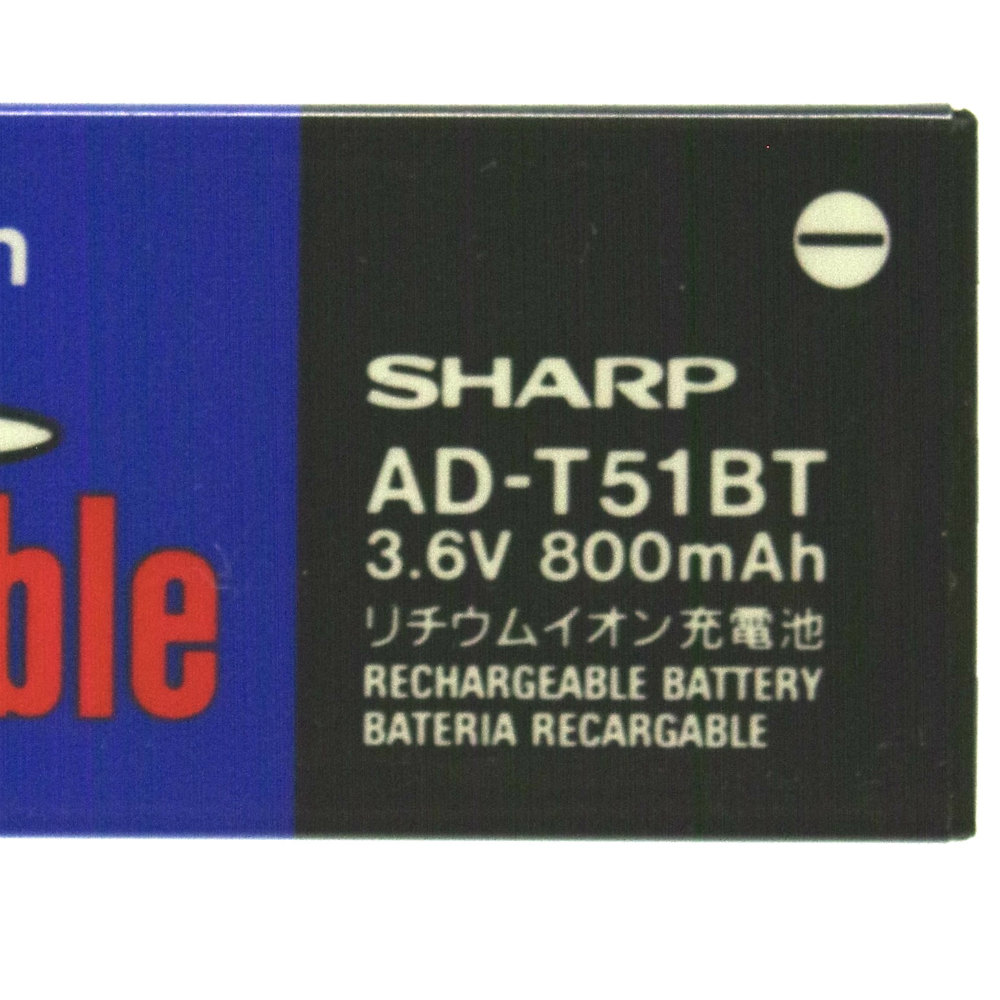 n
ble
SHARP
AD-T51BT
3.6V 800mAh
リチウムイオン充電池
RECHARGEABLE BATTERY
BATERIA RECARGABLE